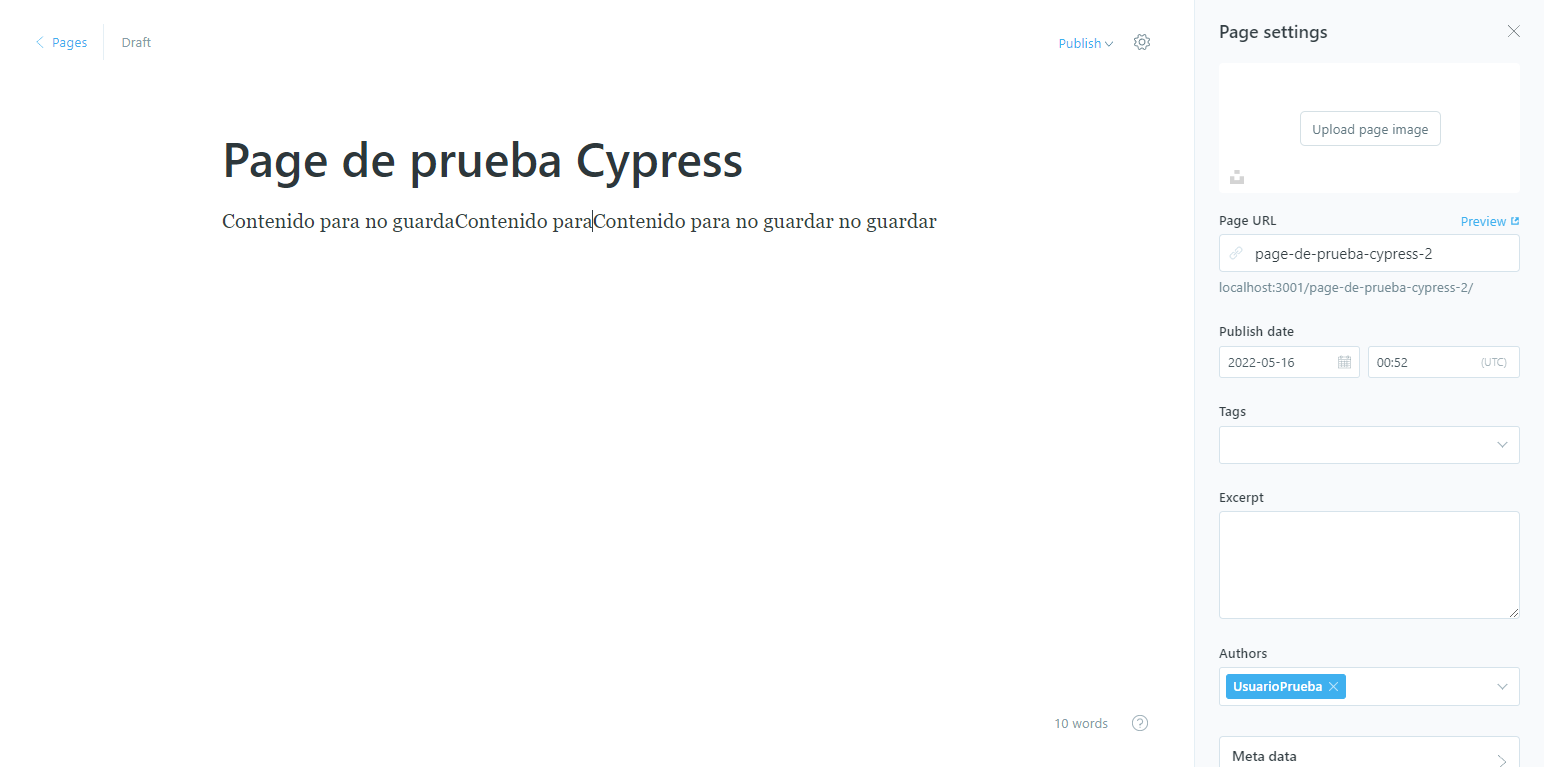 Pages
Draft
Publish
Page de prueba Cypress
Contenido para no guardaContenido paraContenido para no guardar no guardar
10 words
Page settings
Upload page image
Page URL Preview
page-de-prueba-cypress-2
localhost:3001/page-de-prueba-cypress-2/
Publish date
2022-05-16 00:52 (UTC)
Tags
Excerpt
Authors
UsuarioPrueba
Meta data